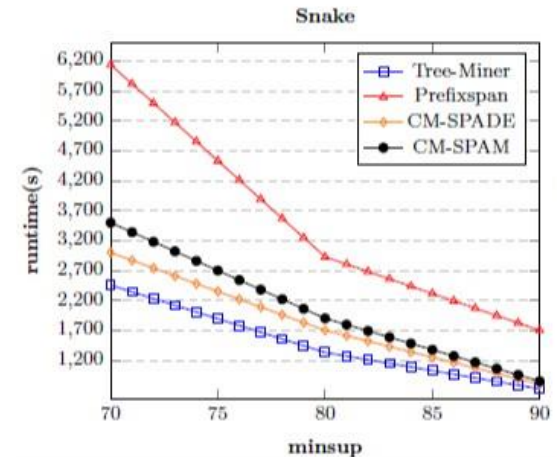 Snake
runtime(s)
6,200
5,700
5,200
4,700
4,200
3,700
3,200
2,700
2,200
1,700
1,200
Tree-Miner
Prefixspan
CM-SPADE
CM-SPAM
70 75 80 85 90
minsup